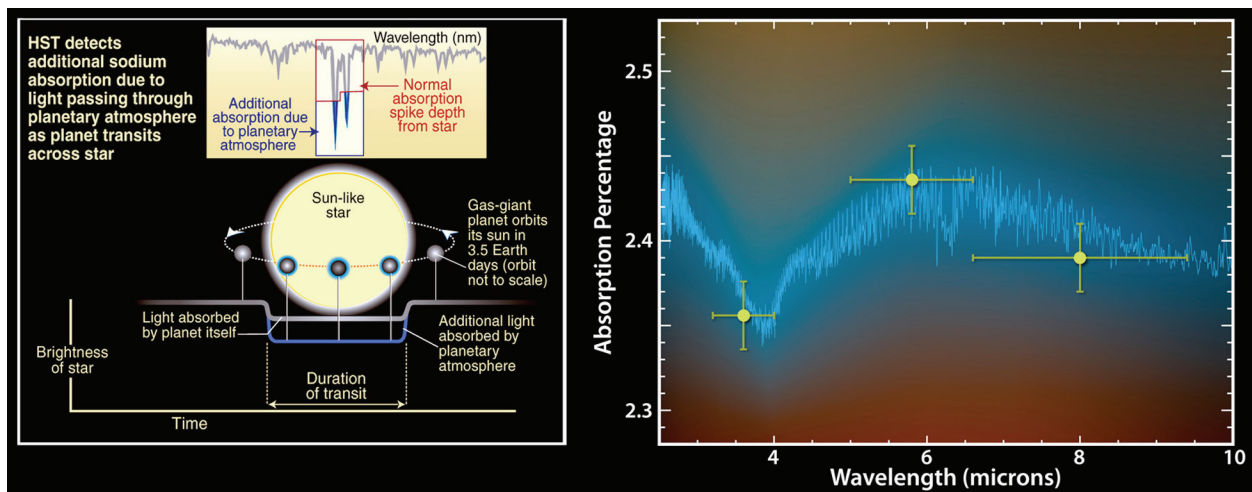 HST detects
additional sodium
absorption due to
light passing through
planetary atmosphere
as planet transits
across star
Wavelength (nm)
Additional
absorption due
to planetary
atmosphere
Normal
absorption
spike depth
from star
Sun-like
star
Gas-giant
planet orbits
its sun in
3.5 Earth
days (orbit
not to scale)
Light absorbed
by planet itself
Additional light
absorbed by
planetary
atmosphere
Brightness
of star
Duration
of transit
Time
Absorption Percentage
2.5
2.4
2.3
4
6
8
10
Wavelength (microns)